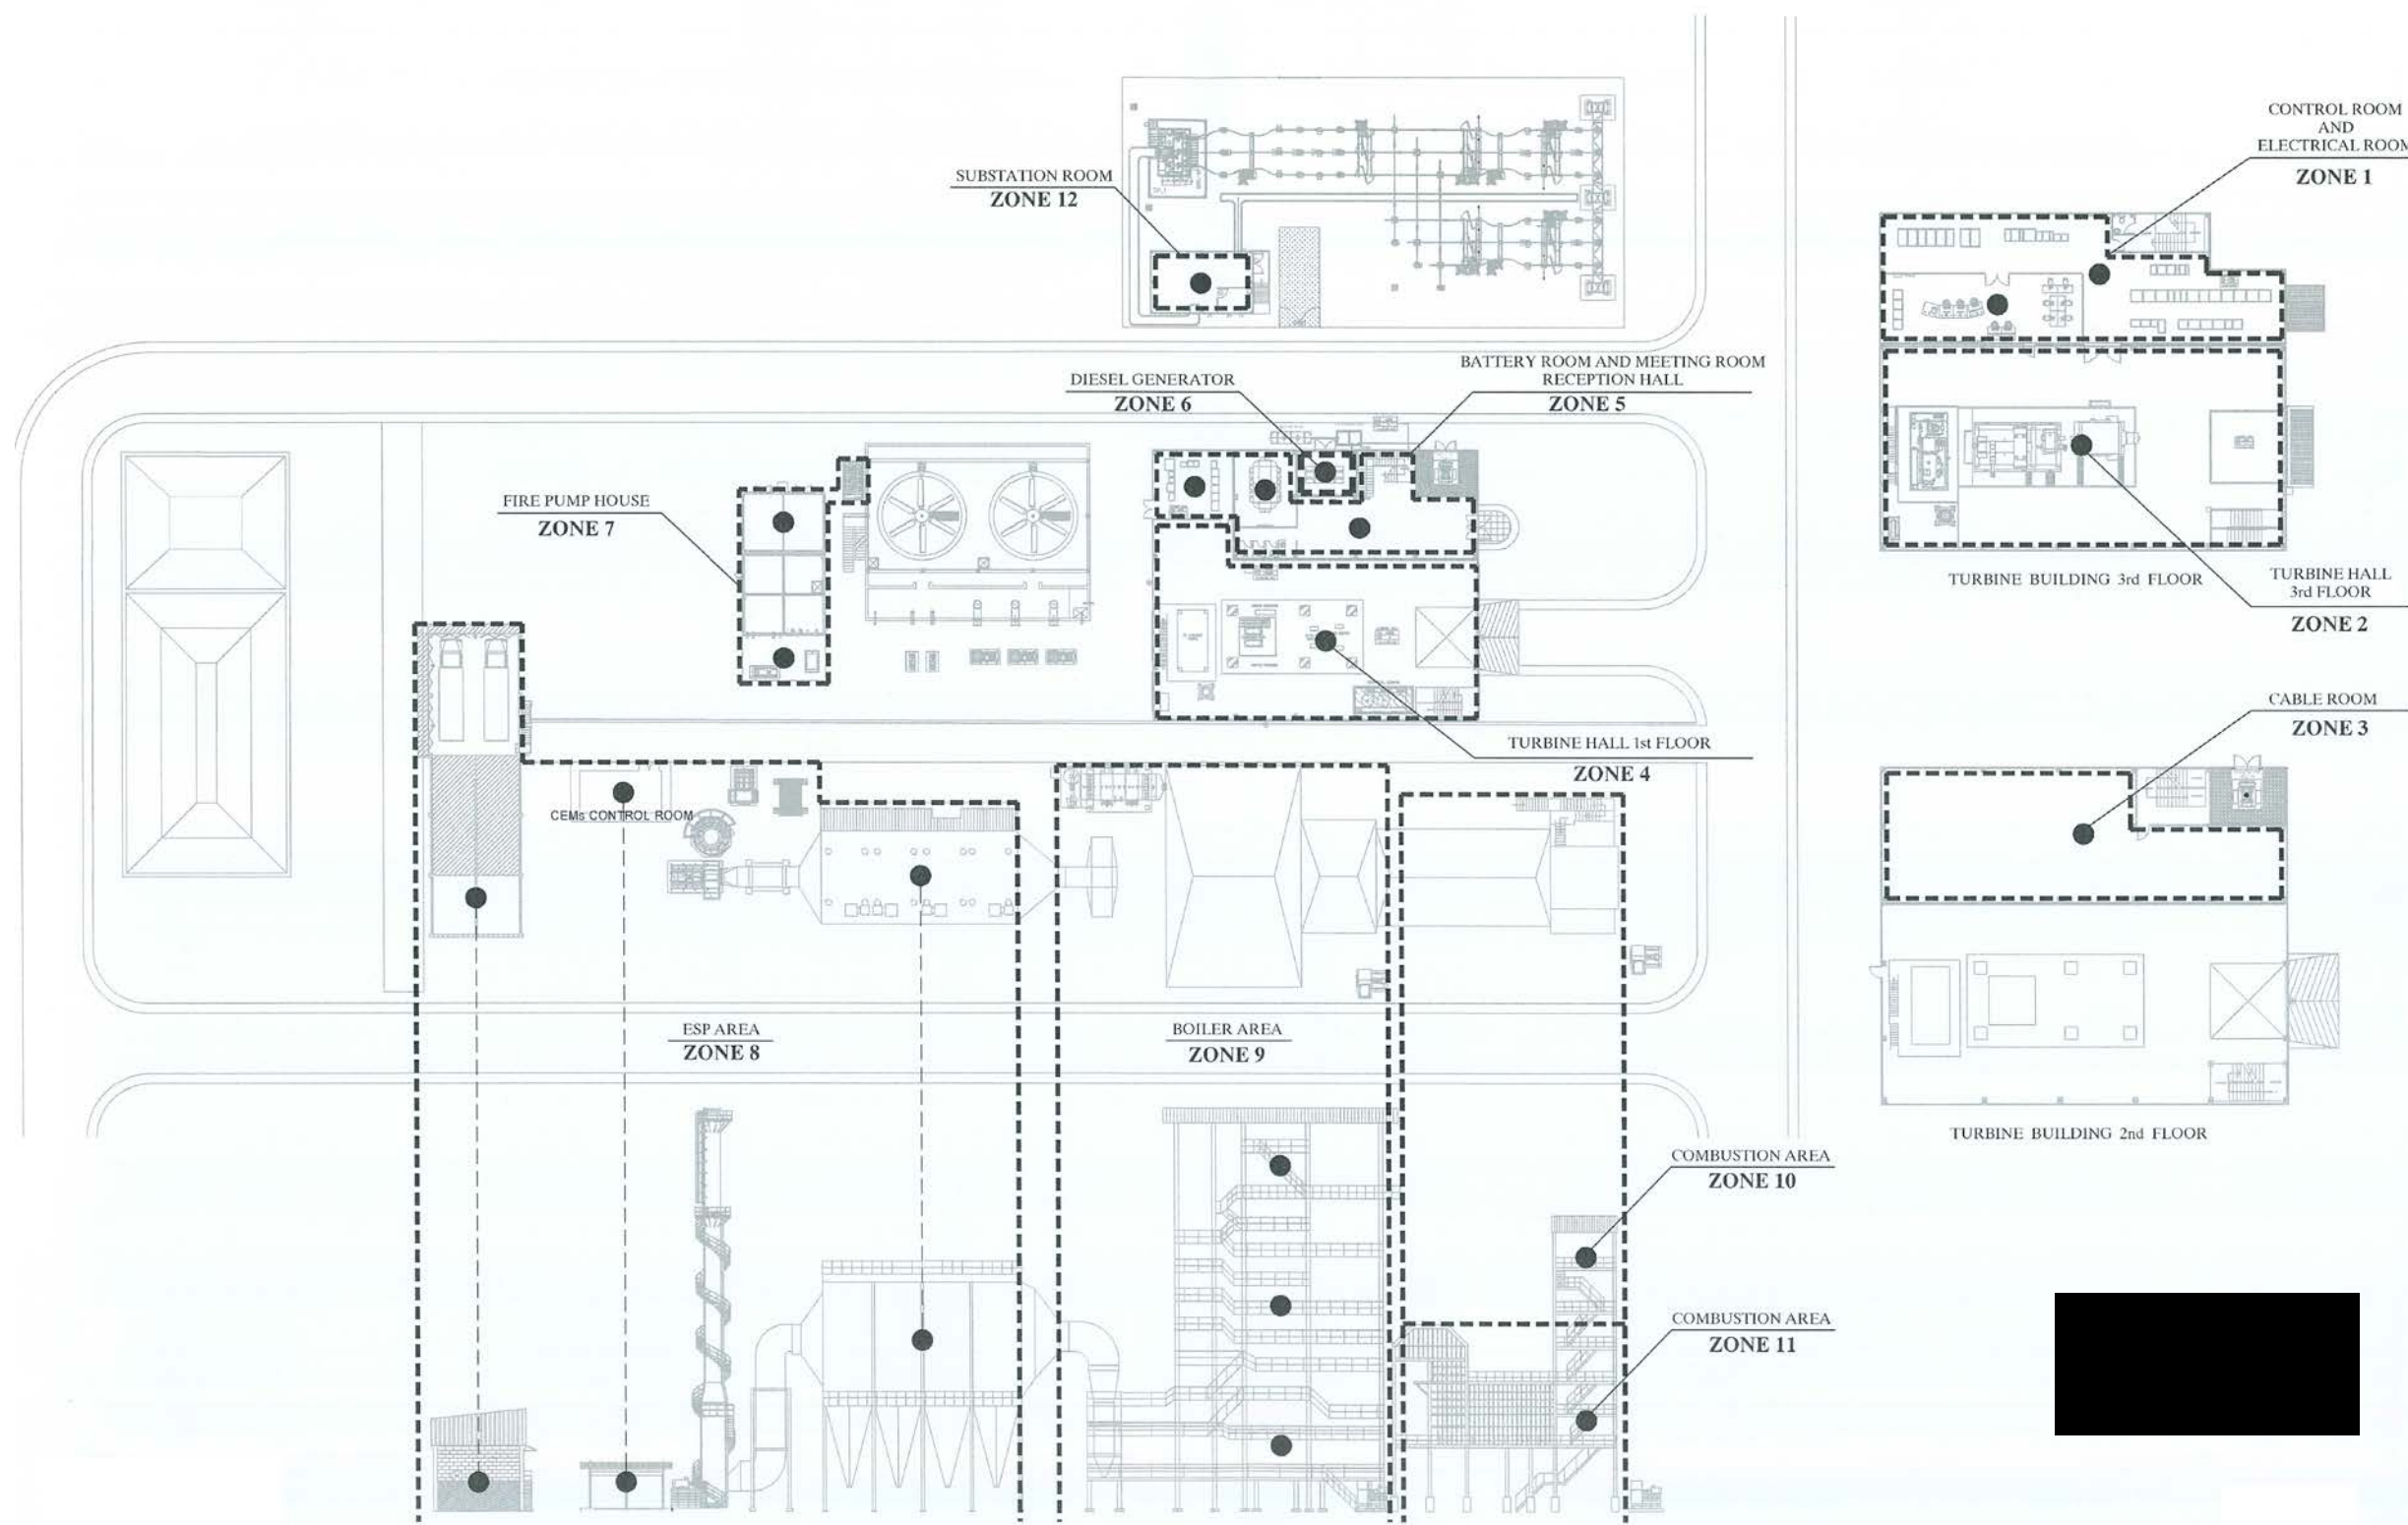 CONTROL ROOM
AND
ELECTRICAL ROOM
ZONE 1
SUBSTATION ROOM
ZONE 12
BATTERY ROOM AND MEETING ROOM
RECEPTION HALL
ZONE 5
DIESEL GENERATOR
ZONE 6
FIRE PUMP HOUSE
ZONE 7
TURBINE BUILDING 3rd FLOOR
TURBINE HALL
3rd FLOOR
ZONE 2
CABLE ROOM
ZONE 3
TURBINE HALL 1st FLOOR
ZONE 4
CEMs CONTROL ROOM
ESP AREA
ZONE 8
BOILER AREA
ZONE 9
TURBINE BUILDING 2nd FLOOR
COMBUSTION AREA
ZONE 10
COMBUSTION AREA
ZONE 11